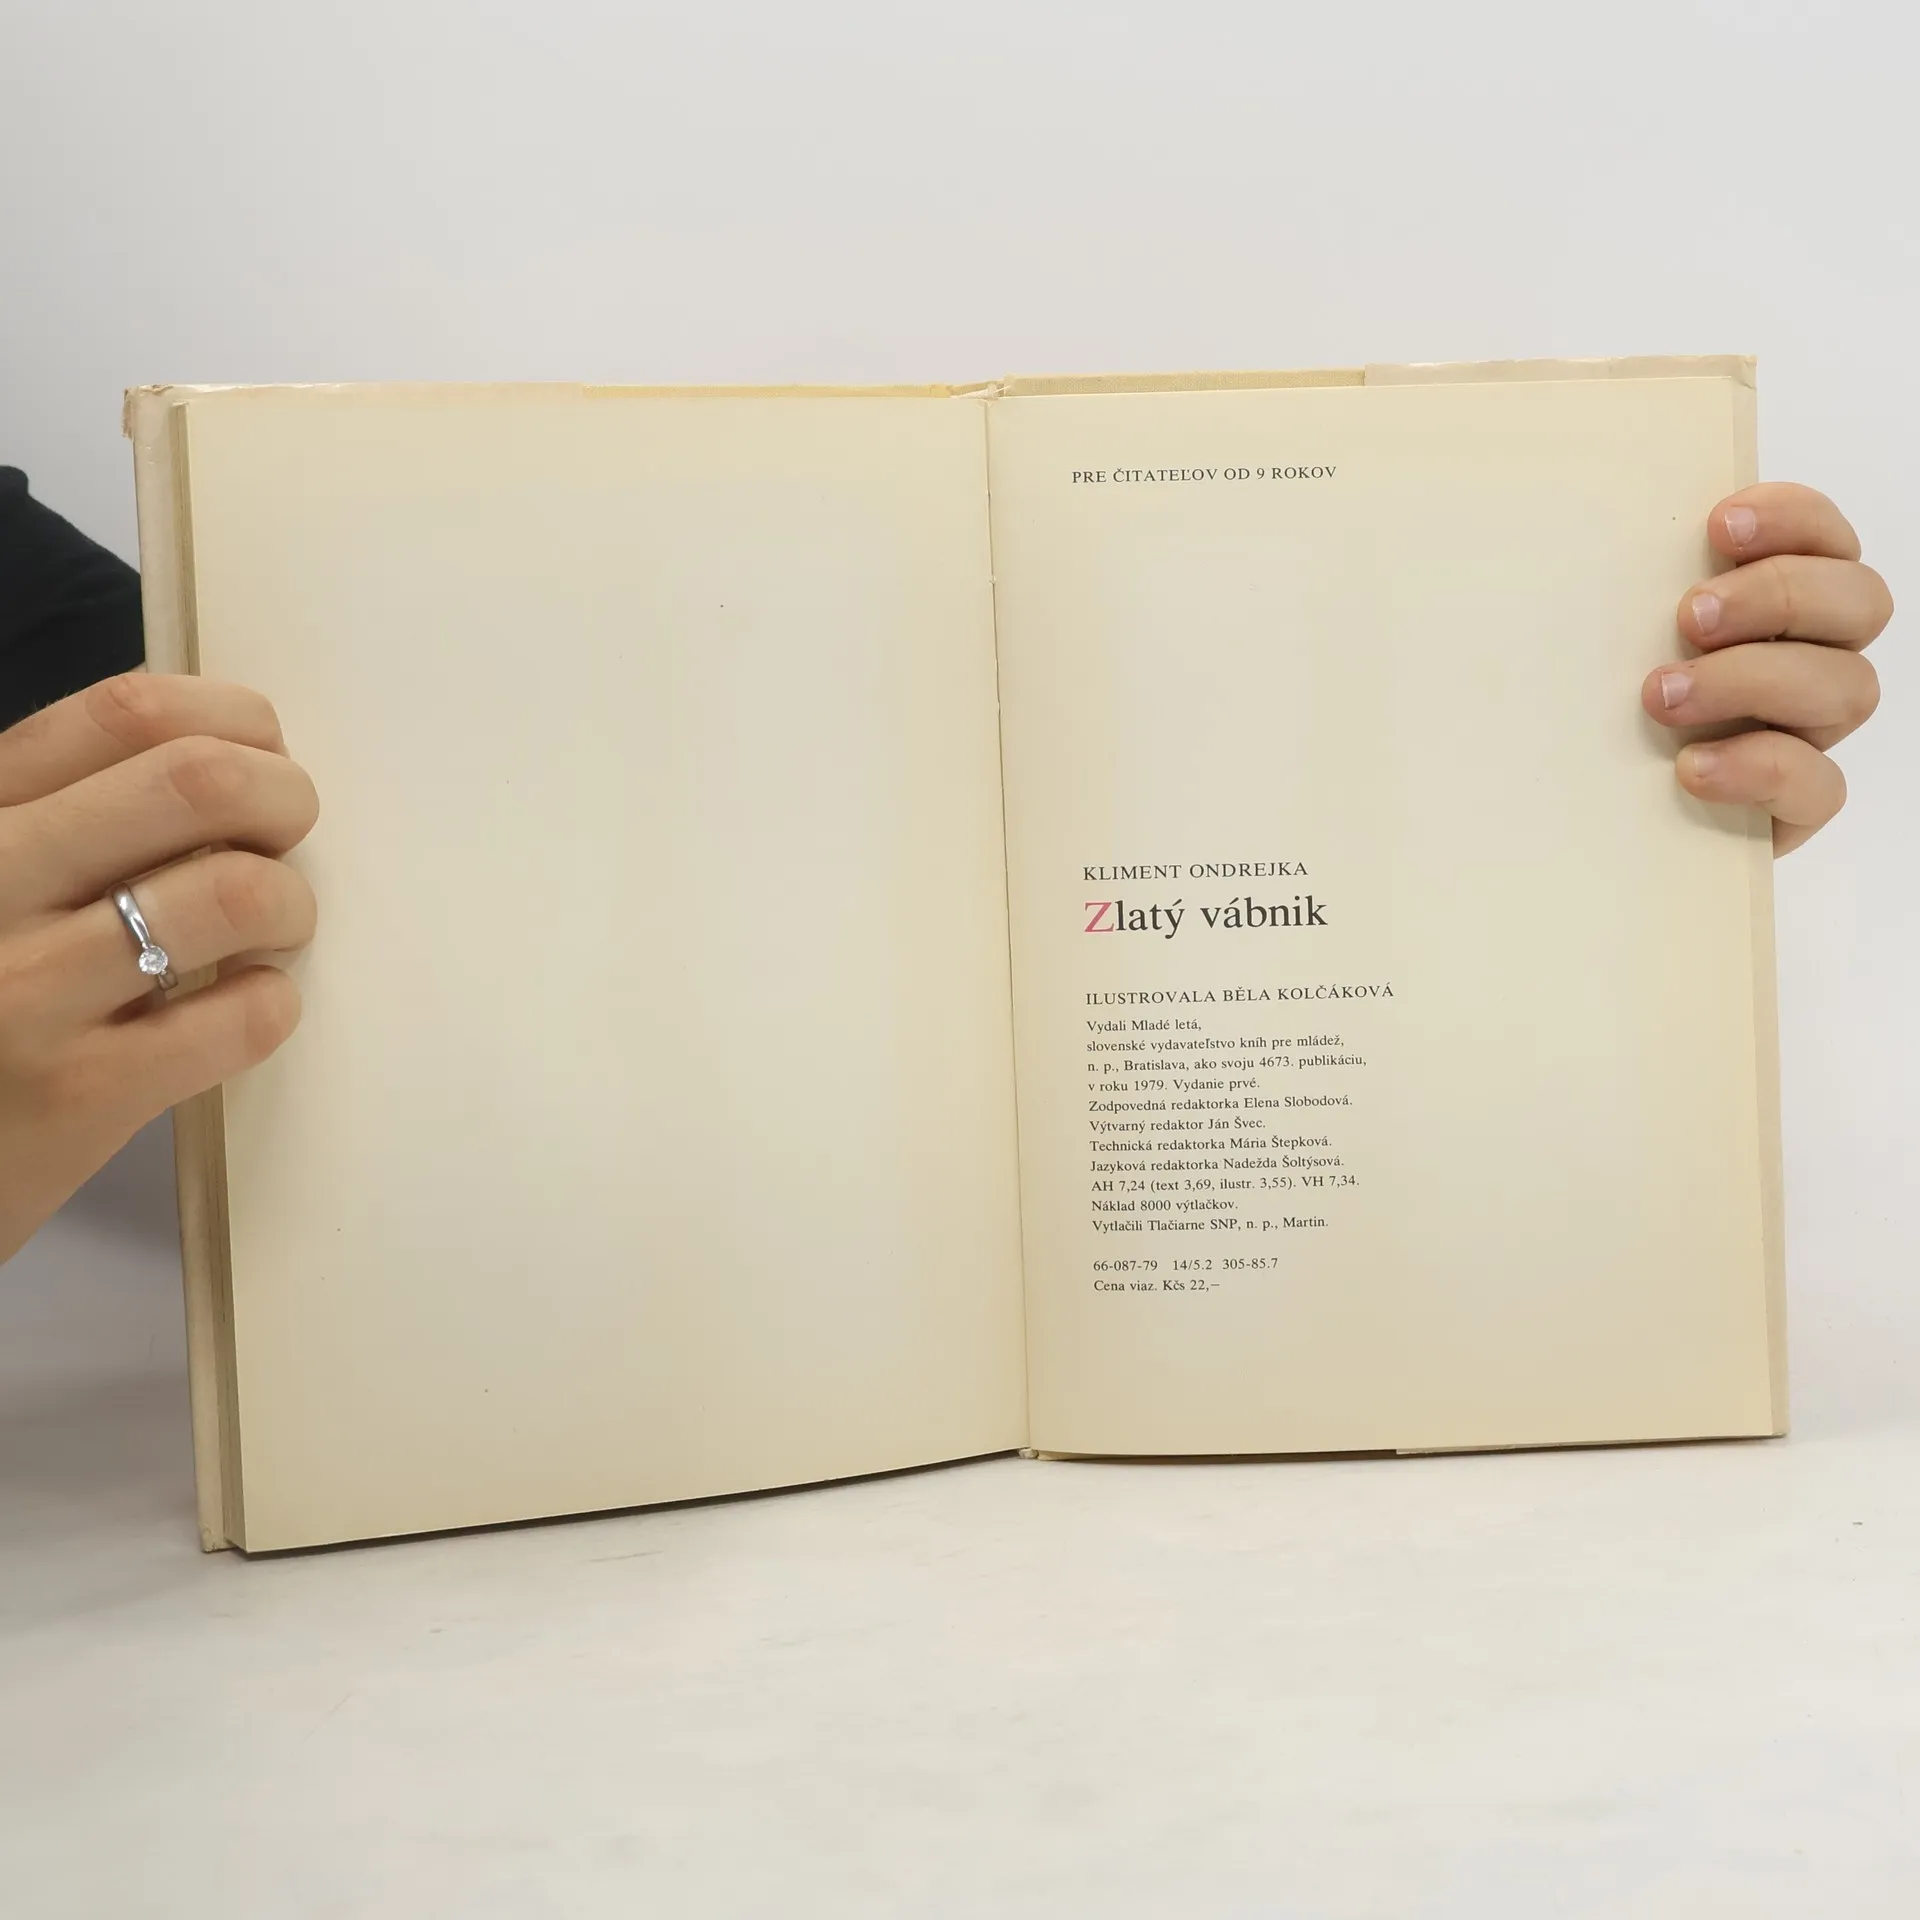 PRE ČITATEĽOV OD 9 ROKOV
KLIMENT ONDREJKA
Zlatý vábnik
ILUSTROVALA BĚLA KOLČÁKOVÁ
Vydali Mladé letá,
slovenské vydavateľstvo kníh pre mládež,
n. p., Bratislava, ako svoju 4673. publikáciu,
v roku 1979. Vydanie prvé.
Zodpovedná redaktorka Elena Slobodová.
Výtvarný redaktor Ján Švec.
Technická redaktorka Mária Štepková.
Jazyková redaktorka Nadežda Šoltýsová.
AH 7,24 (text 3,69, ilustr. 3,55). VH 7,34.
Náklad 8000 výtlačkov.
Vytlačili Tlačiarne SNP, n. p., Martin.
66-087-79 14/5.2 305-85.7
Cena viaz. Kčs 22,—